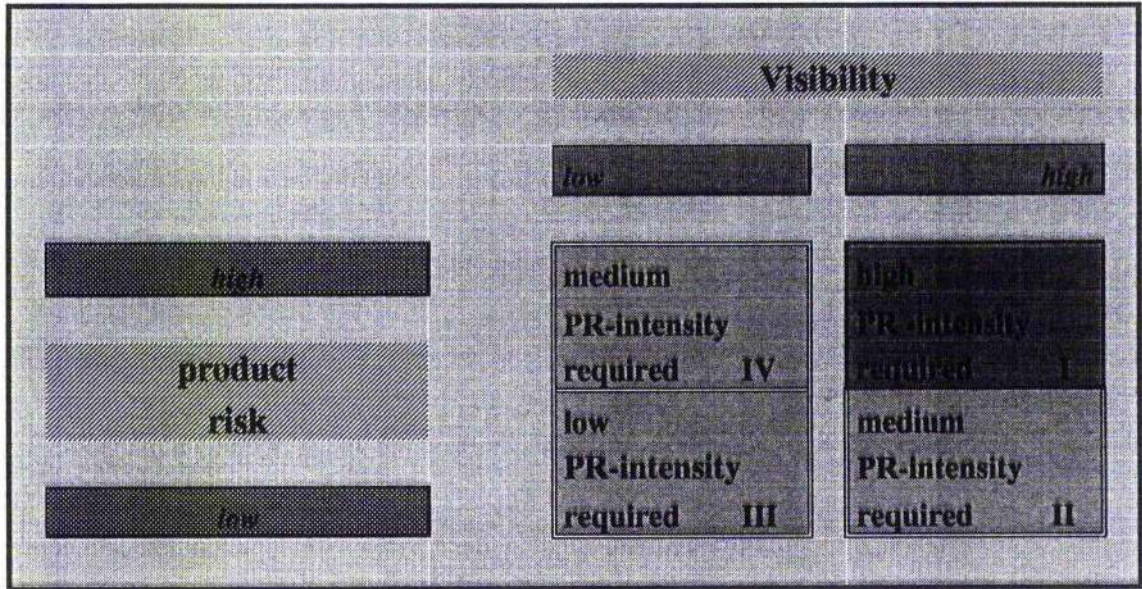 Visibility
low
high
high
product
risk
low
medium
PR-intensity
required IV
high
PR -intensity
required I
low
PR-intensity
required III
medium
PR-intensity
required II